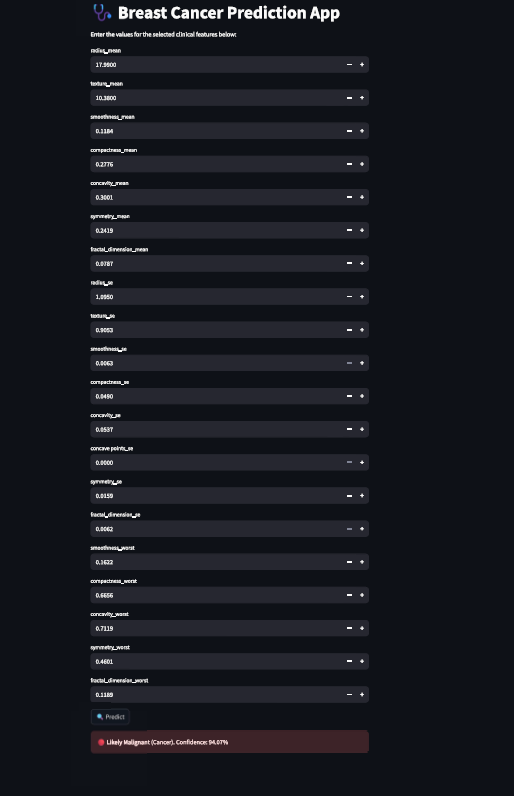 Breast Cancer Prediction App
Enter the values for the selected clinical features below:
radius_mean
17.9900
texture_mean
10.3800
smoothness_mean
0.1184
compactness_mean
0.2776
concavity_mean
0.3001
symmetry_mean
0.2419
fractal_dimension_mean
0.0787
radius_se
1.0950
texture_se
0.9053
smoothness_se
0.0063
compactness_se
0.0490
concavity_se
0.0537
concave points_se
0.0000
symmetry_se
0.0159
fractal_dimension_se
0.0062
smoothness_worst
0.1622
compactness_worst
0.6656
concavity_worst
0.7119
symmetry_worst
0.4601
fractal_dimension_worst
0.1189
Predict
Likely Malignant (Cancer). Confidence: 94.07%